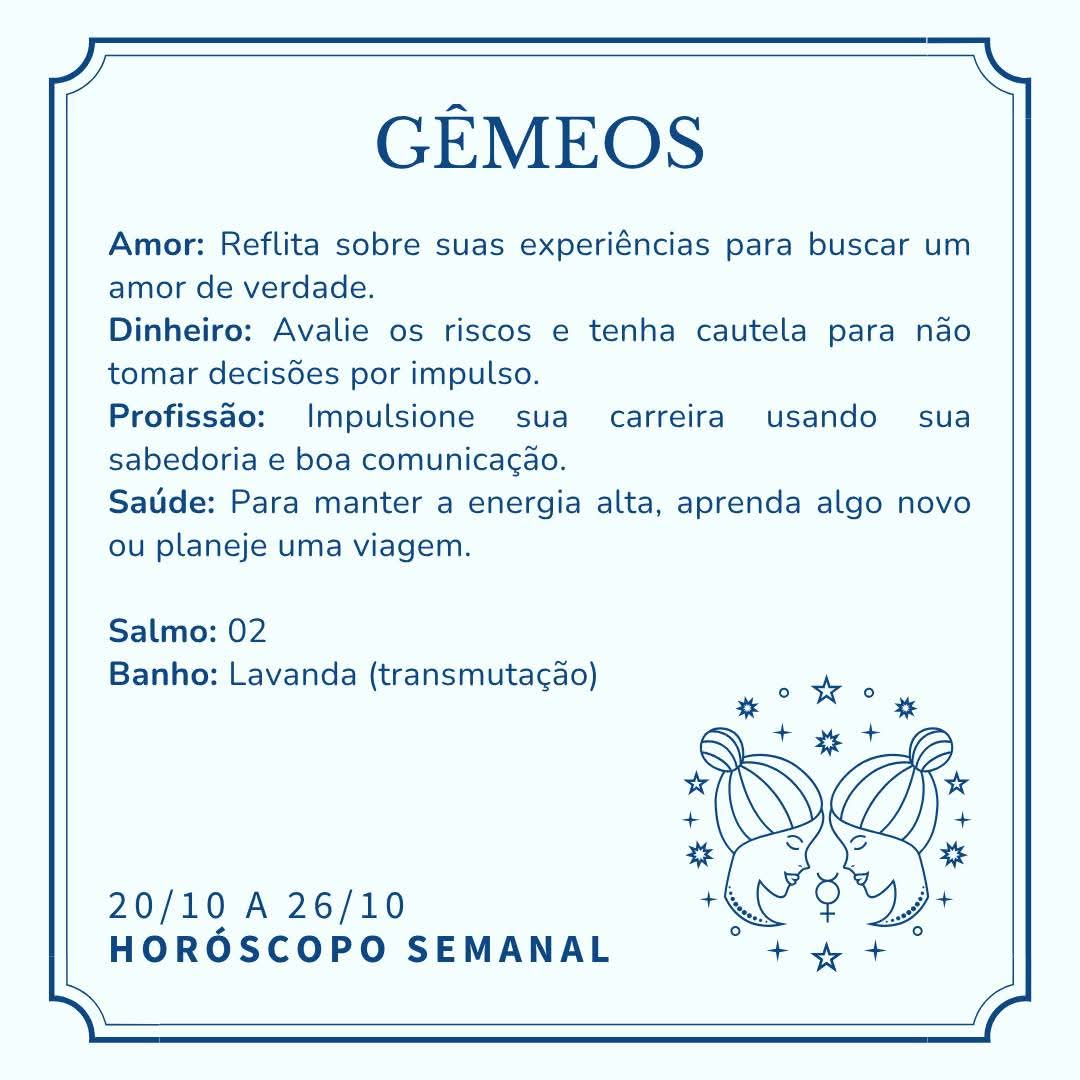 GÊMEOS
Amor: Reflita sobre suas experiências para buscar um
amor de verdade.
Dinheiro: Avalie os riscos e tenha cautela para não
tomar decisões por impulso.
Profissão: Impulsione sua carreira usando sua
sabedoria e boa comunicação.
Saúde: Para manter a energia alta, aprenda algo novo
ou planeje uma viagem.
Salmo: 02
Banho: Lavanda (transmutação)
20/10 A 26/10
HORÓSCOPO SEMANAL